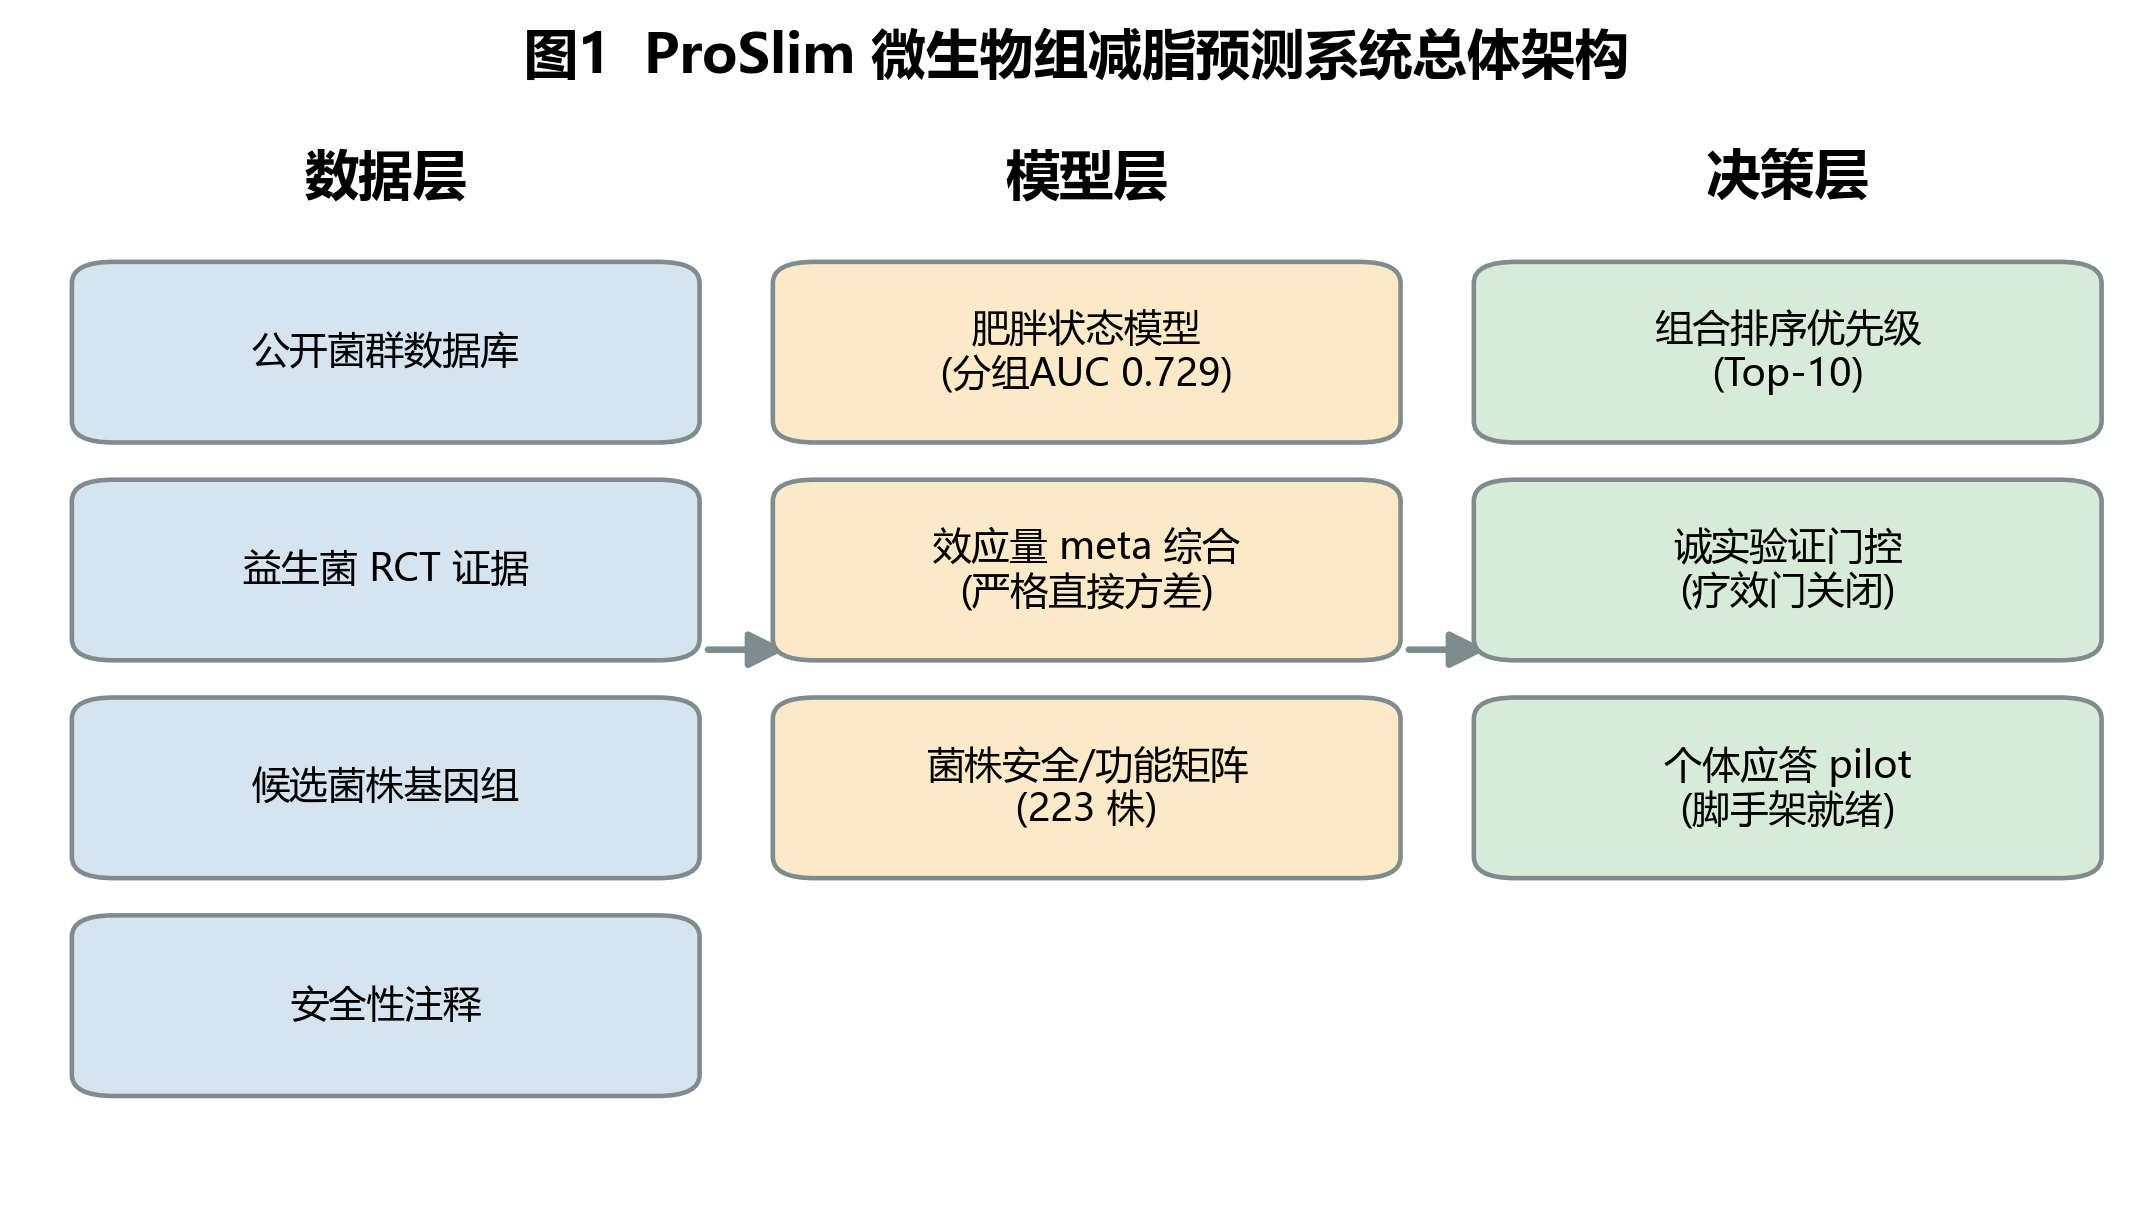 图1 ProSlim 微生物组减脂预测系统总体架构
数据层
公开菌群数据库
益生菌 RCT 证据
候选菌株基因组
安全性注释
模型层
肥胖状态模型
(分组AUC 0.729)
效应量 meta 综合
(严格直接方差)
菌株安全/功能矩阵
(223 株)
决策层
组合排序优先级
(Top-10)
诚实验证门控
(疗效门关闭)
个体应答 pilot
(脚手架就绪)